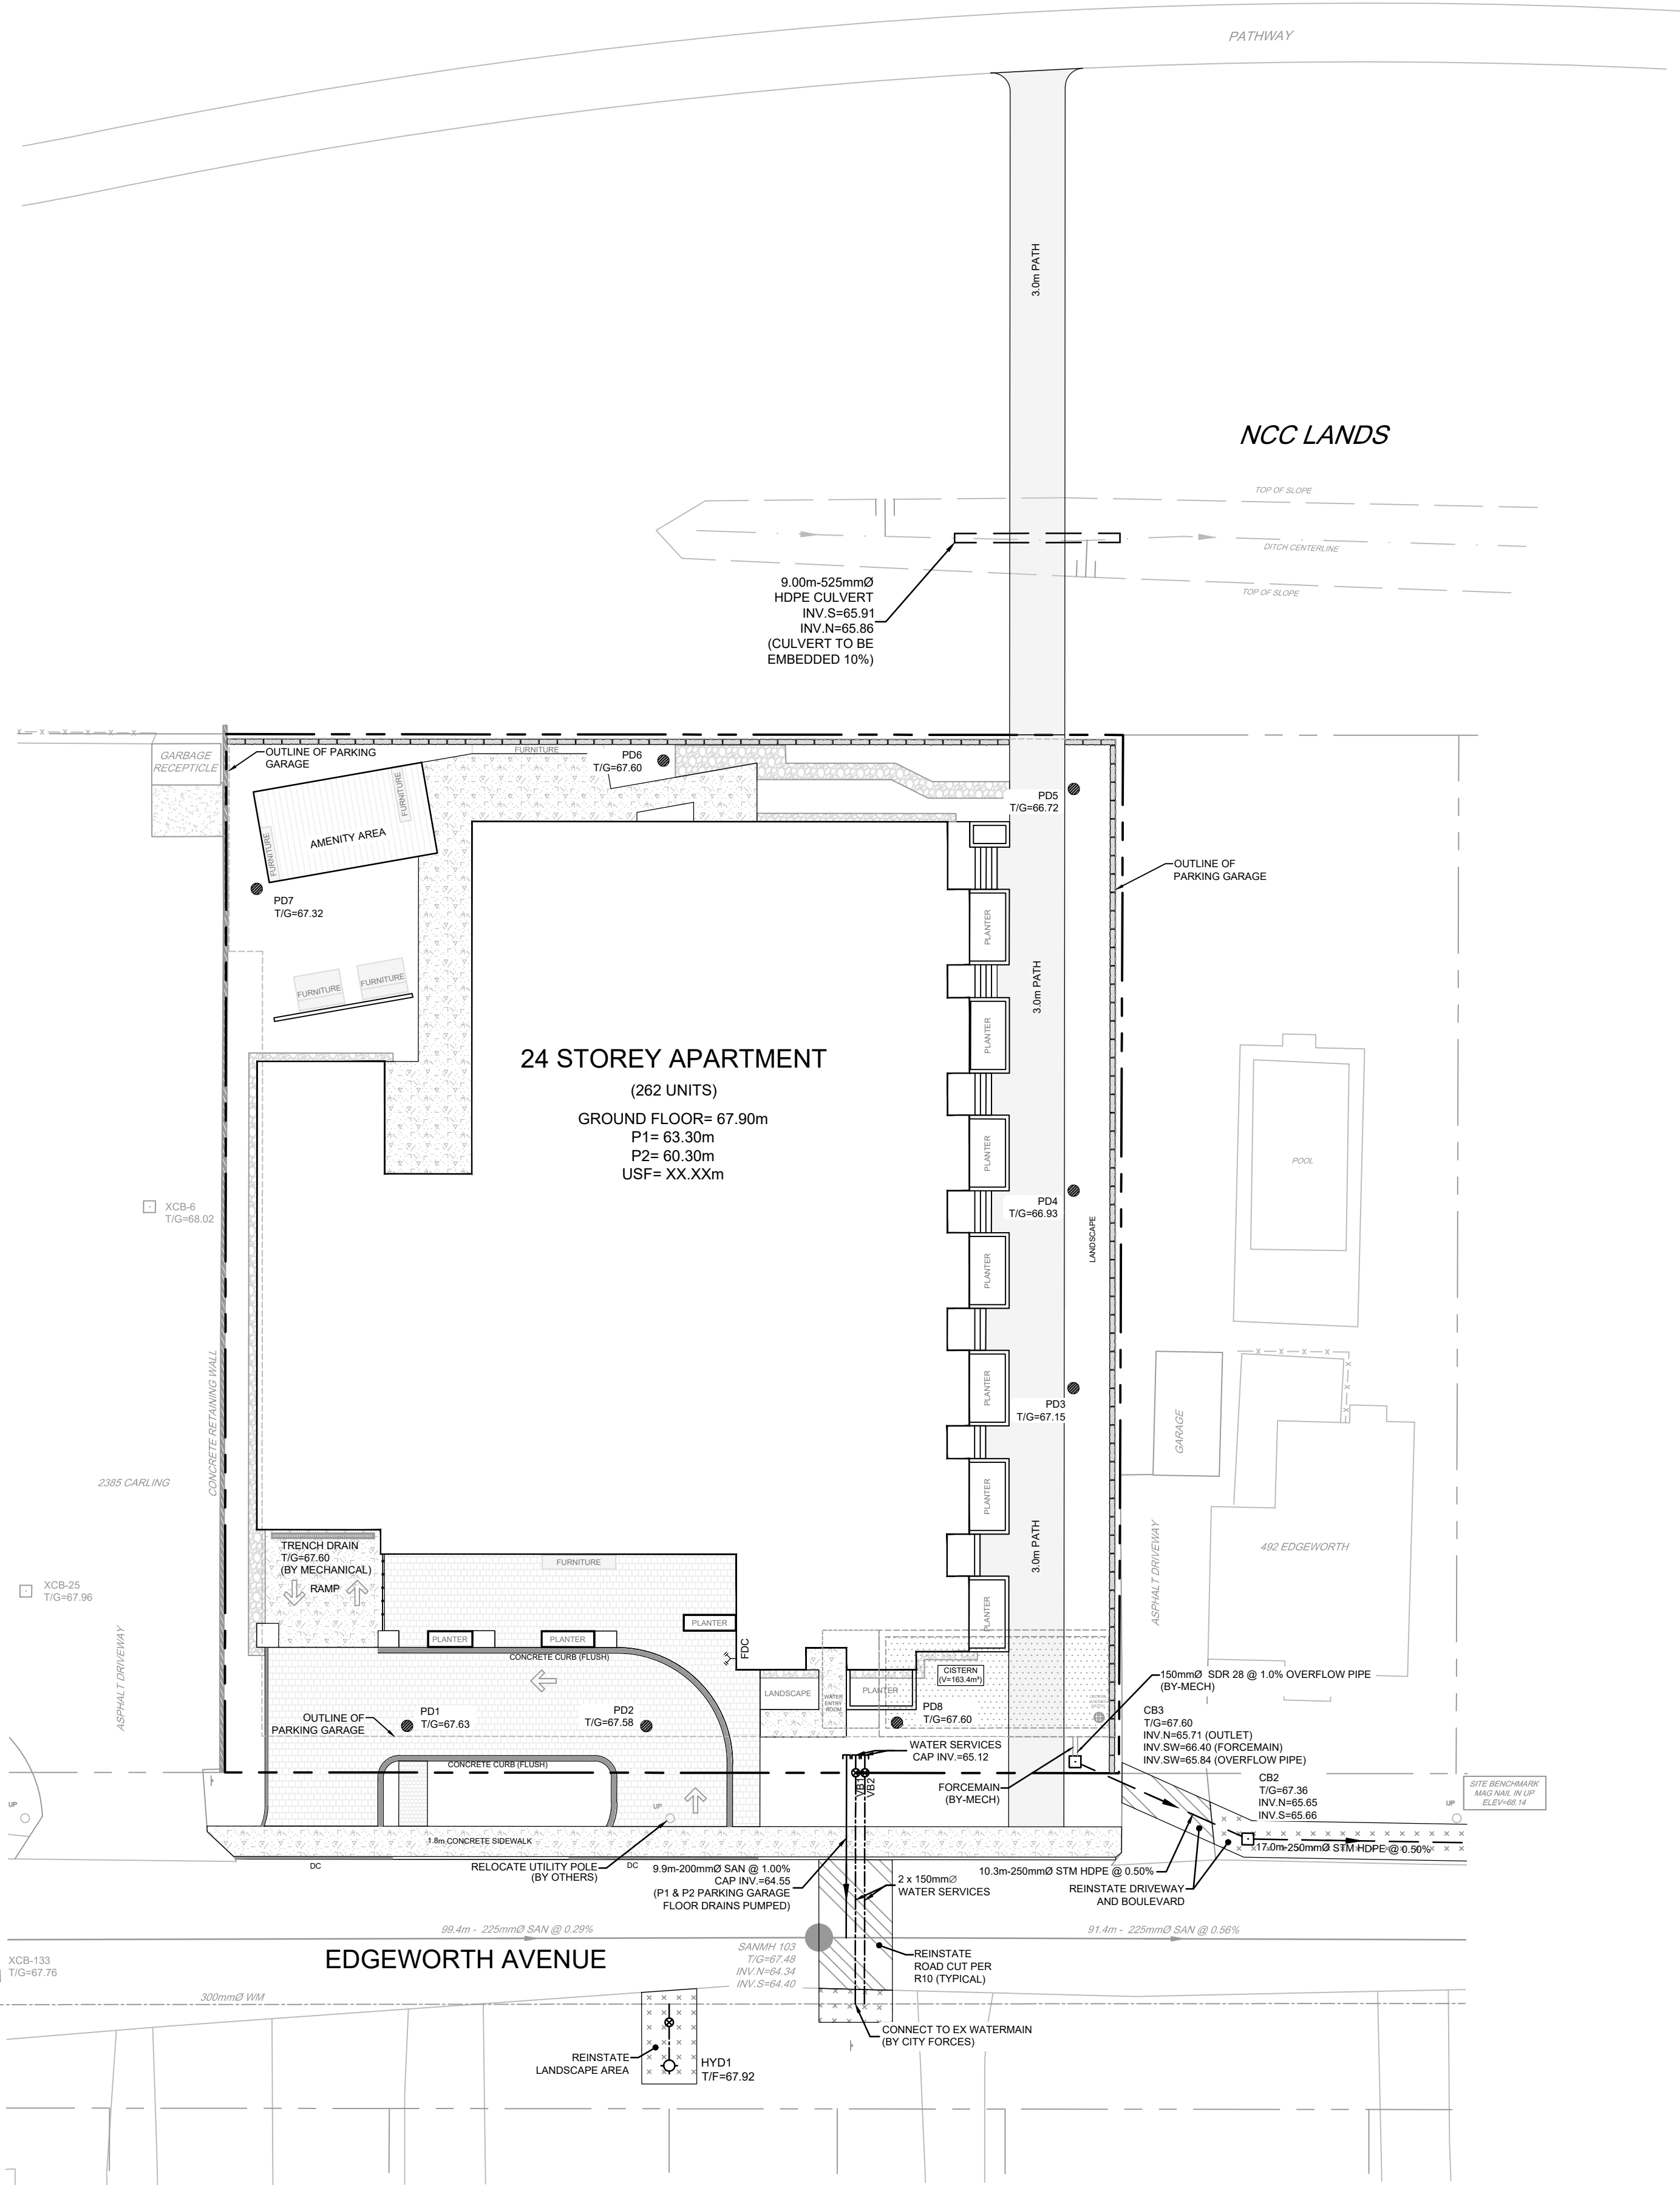 PATHWAY
3.0m PATH
NCC LANDS
TOP OF SLOPE
DITCH CENTERLINE
TOP OF SLOPE
9.00m-525mmØ
HDPE CULVERT
INV.S=65.91
INV.N=65.86
(CULVERT TO BE
EMBEDDED 10%)
GARBAGE
RECEPTICLE
OUTLINE OF PARKING
GARAGE
FURNITURE
PD6
T/G=67.60
FURNITURE
AMENITY AREA
FURNITURE
PD5
T/G=66.72
OUTLINE OF
PARKING GARAGE
PD7
T/G=67.32
PLANTER
FURNITURE
FURNITURE
3.0m PATH
PLANTER
24 STOREY APARTMENT
(262 UNITS)
GROUND FLOOR= 67.90m
P1= 63.30m
P2= 60.30m
USF= XX.XXm
PLANTER
POOL
XCB-6
T/G=68.02
PD4
T/G=66.93
LANDSCAPE
PLANTER
PLANTER
PD3
T/G=67.15
GARAGE
CONCRETE RETAINING WALL
2385 CARLING
PLANTER
TRENCH DRAIN
T/G=67.60
(BY MECHANICAL)
RAMP
FURNITURE
3.0m PATH
ASPHALT DRIVEWAY
492 EDGEWORTH
XCB-25
T/G=67.96
ASPHALT DRIVEWAY
PLANTER
PLANTER
PLANTER
PLANTER
FDC
CONCRETE CURB (FLUSH)
CISTERN
(V=163.4m³)
150mmØ  SDR 28 @ 1.0% OVERFLOW PIPE
(BY-MECH)
LANDSCAPE
WATER
ENTRY
ROOM
PLANTER
PD8
T/G=67.60
OUTLINE OF
PARKING GARAGE
PD1
T/G=67.63
PD2
T/G=67.58
CB3
T/G=67.60
INV.N=65.71 (OUTLET)
INV.SW=66.40 (FORCEMAIN)
INV.SW=65.84 (OVERFLOW PIPE)
WATER SERVICES
CAP INV.=65.12
CONCRETE CURB (FLUSH)
VB1
VB2
FORCEMAIN
(BY-MECH)
CB2
T/G=67.36
INV.N=65.65
INV.S=65.66
SITE BENCHMARK
MAG NAIL IN UP
ELEV=68.14
UP
UP
UP
1.8m CONCRETE SIDEWALK
17.0m-250mmØ STM HDPE @ 0.50%
DC
DC
RELOCATE UTILITY POLE
(BY OTHERS)
9.9m-200mmØ SAN @ 1.00%
CAP INV.=64.55
(P1 & P2 PARKING GARAGE
FLOOR DRAINS PUMPED)
2 x 150mmØ
WATER SERVICES
10.3m-250mmØ STM HDPE @ 0.50%
REINSTATE DRIVEWAY
AND BOULEVARD
99.4m - 225mmØ SAN @ 0.29%
91.4m - 225mmØ SAN @ 0.56%
XCB-133
T/G=67.76
EDGEWORTH AVENUE
SANMH 103
T/G=67.48
INV.N=64.34
INV.S=64.40
REINSTATE
ROAD CUT PER
R10 (TYPICAL)
300mmØ WM
CONNECT TO EX WATERMAIN
(BY CITY FORCES)
REINSTATE
LANDSCAPE AREA
HYD1
T/F=67.92